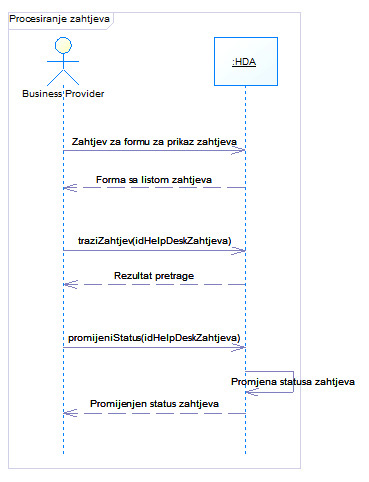 Procesiranje zahtjeva
:HDA
Business Provider
Zahtjev za formu za prikaz zahtjeva
Forma sa listom zahtjeva
traziZahtjev(idHelpDeskZahtjeva)
Rezultat pretrage
promijeniStatus(idHelpDeskZahtjeva)
Promjena statusa zahtjeva
Promijenjen status zahtjeva